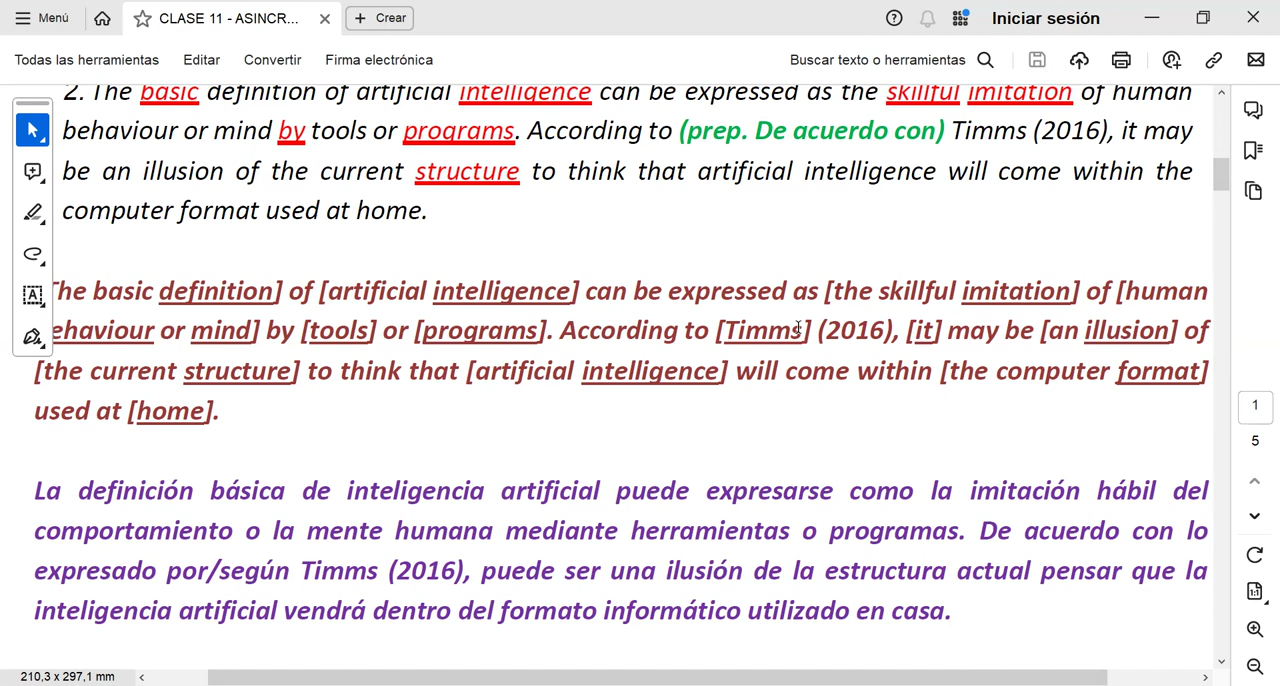 Menú
CLASE 11 - ASINCR...
Crear
Iniciar sesión
Todas las herramientas
Editar
Convertir
Firma electrónica
Buscar texto o herramientas
2. The basic definition of artificial intelligence can be expressed as the skillful imitation of human
behaviour or mind by tools or programs. According to (prep. De acuerdo con) Timms (2016), it may
be an illusion of the current structure to think that artificial intelligence will come within the
computer format used at home.
The basic definition] of [artificial intelligence] can be expressed as [the skillful imitation] of [human
ehaviour or mind] by [tools] or [programs]. According to [Timms] (2016), [it] may be [an illusion] of
[the current structure] to think that [artificial intelligence] will come within [the computer format]
used at [home].
La definición básica de inteligencia artificial puede expresarse como la imitación hábil del
comportamiento o la mente humana mediante herramientas o programas. De acuerdo con lo
expresado por/según Timms (2016), puede ser una ilusión de la estructura actual pensar que la
inteligencia artificial vendrá dentro del formato informático utilizado en casa.
1
5
210,3 x 297,1 mm